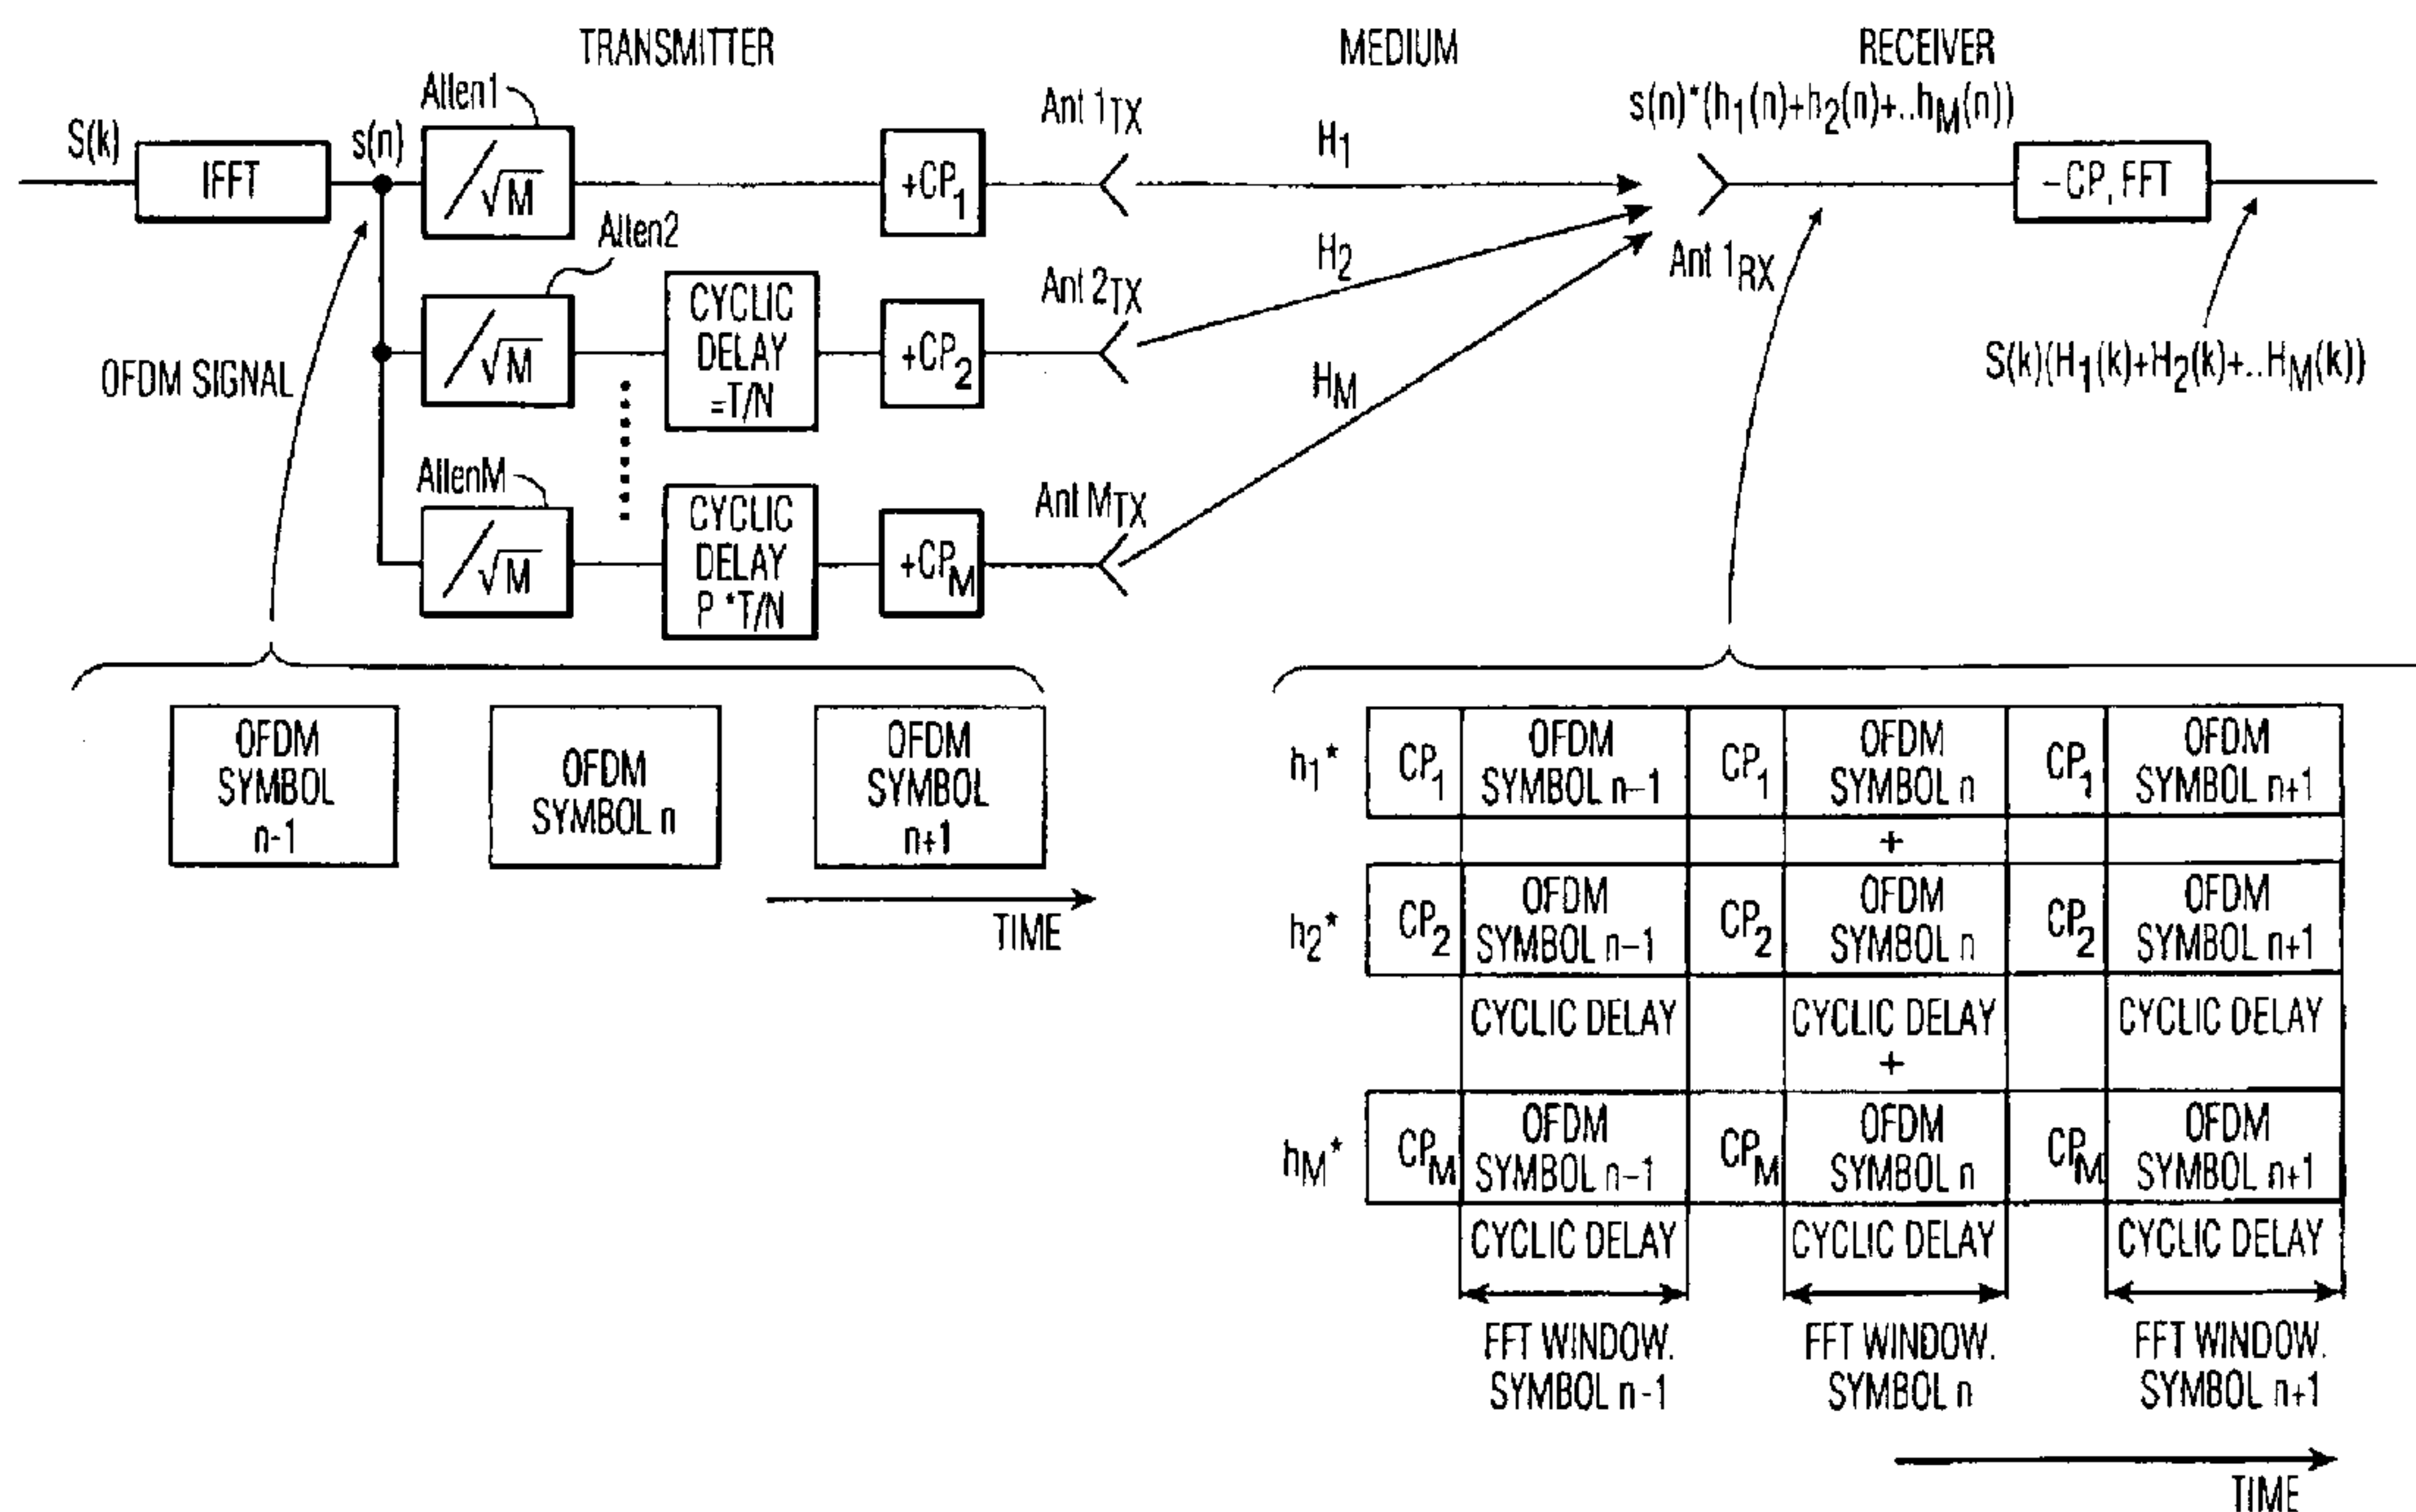 TRANSMITTER
MEDIUM
RECEIVER
Atten1
Ant 1TX
s(n)*(h1(n)+h2(n)+..hM(n))
S(k)
IFFT
s(n)
/√M
+CP1
H1
-CP, FFT
Atten2
Ant 1RX
H2
Ant 2TX
/√M
CYCLIC
DELAY
=T/N
+CP2
OFDM SIGNAL
HM
S(k)(H1(k)+H2(k)+..HM(k))
AttenM
Ant MTX
/√M
CYCLIC
DELAY
P *T/N
+CPM
OFDM
SYMBOL
n-1
OFDM
SYMBOL n
OFDM
SYMBOL
n+1
TIME
h1*
CP1
OFDM
SYMBOL n-1
CP1
OFDM
SYMBOL n
CP1
OFDM
SYMBOL n+1
+
h2*
CP2
OFDM
SYMBOL n-1
CP2
OFDM
SYMBOL n
CP2
OFDM
SYMBOL n+1
CYCLIC DELAY
CYCLIC DELAY
CYCLIC DELAY
+
hM*
CPM
OFDM
SYMBOL n-1
CPM
OFDM
SYMBOL n
CPM
OFDM
SYMBOL n+1
CYCLIC DELAY
CYCLIC DELAY
CYCLIC DELAY
FFT WINDOW.
SYMBOL n-1
FFT WINDOW.
SYMBOL n
FFT WINDOW.
SYMBOL n+1
TIME